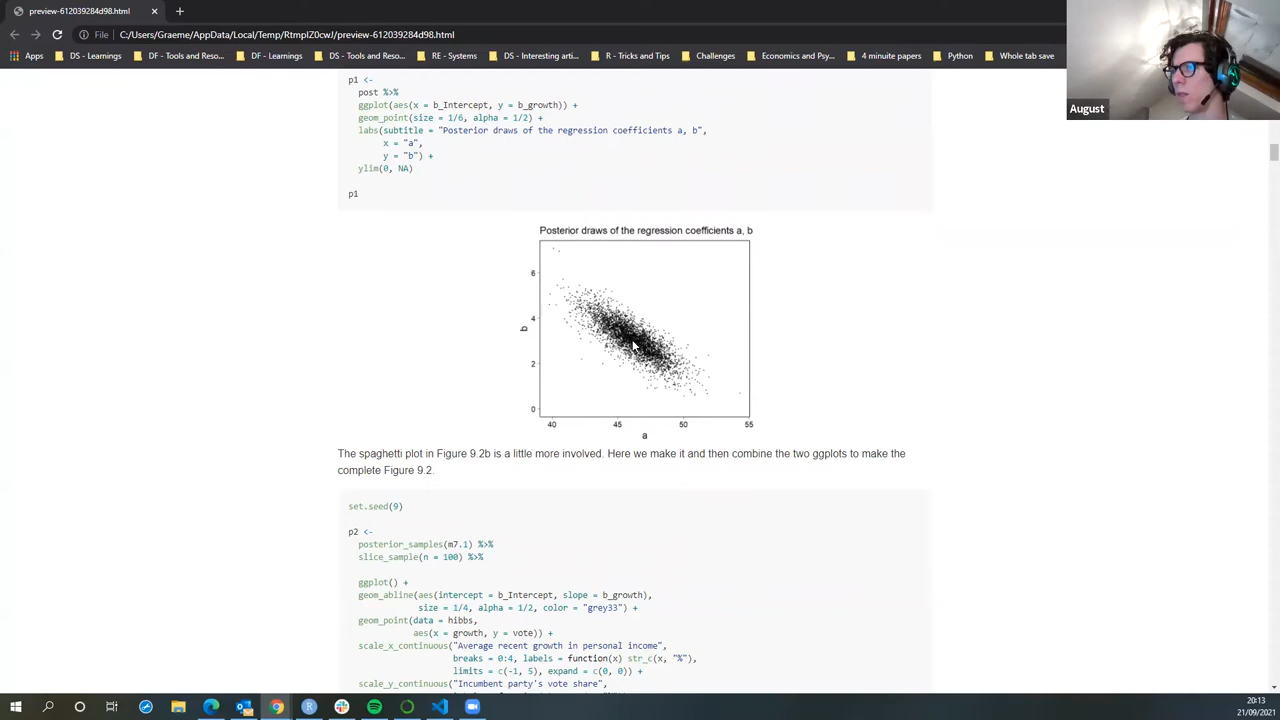 preview-612039284d98.html
File | C:/Users/Graeme/AppData/Local/Temp/RtmpIZ0cwJ/preview-612039284d98.html
Apps DS - Learnings DF - Tools and Reso... DF - Learnings DS - Tools and Reso... RE - Systems DS - Interesting arti... R - Tricks and Tips Challenges Economics and Psy... 4 minuite papers Python Whole tab save
August
p1 <-
post %>%
ggplot(aes(x = b_Intercept, y = b_growth)) +
geom_point(size = 1/6, alpha = 1/2) +
labs(subtitle = "Posterior draws of the regression coefficients a, b",
x = "a",
y = "b") +
ylim(0, NA)
p1
Posterior draws of the regression coefficients a, b
6
4
b
2
0
40 45 50 55
a
The spaghetti plot in Figure 9.2b is a little more involved. Here we make it and then combine the two ggplots to make the
complete Figure 9.2.
set.seed(9)
p2 <-
posterior_samples(m7.1) %>%
slice_sample(n = 100) %>%
ggplot() +
geom_abline(aes(intercept = b_Intercept, slope = b_growth),
size = 1/4, alpha = 1/2, color = "grey33") +
geom_point(data = hibbs,
aes(x = growth, y = vote)) +
scale_x_continuous("Average recent growth in personal income",
breaks = 0:4, labels = function(x) str_c(x, "%"),
limits = c(-1, 5), expand = c(0, 0)) +
scale_y_continuous("Incumbent party's vote share",
20:13
21/09/2021